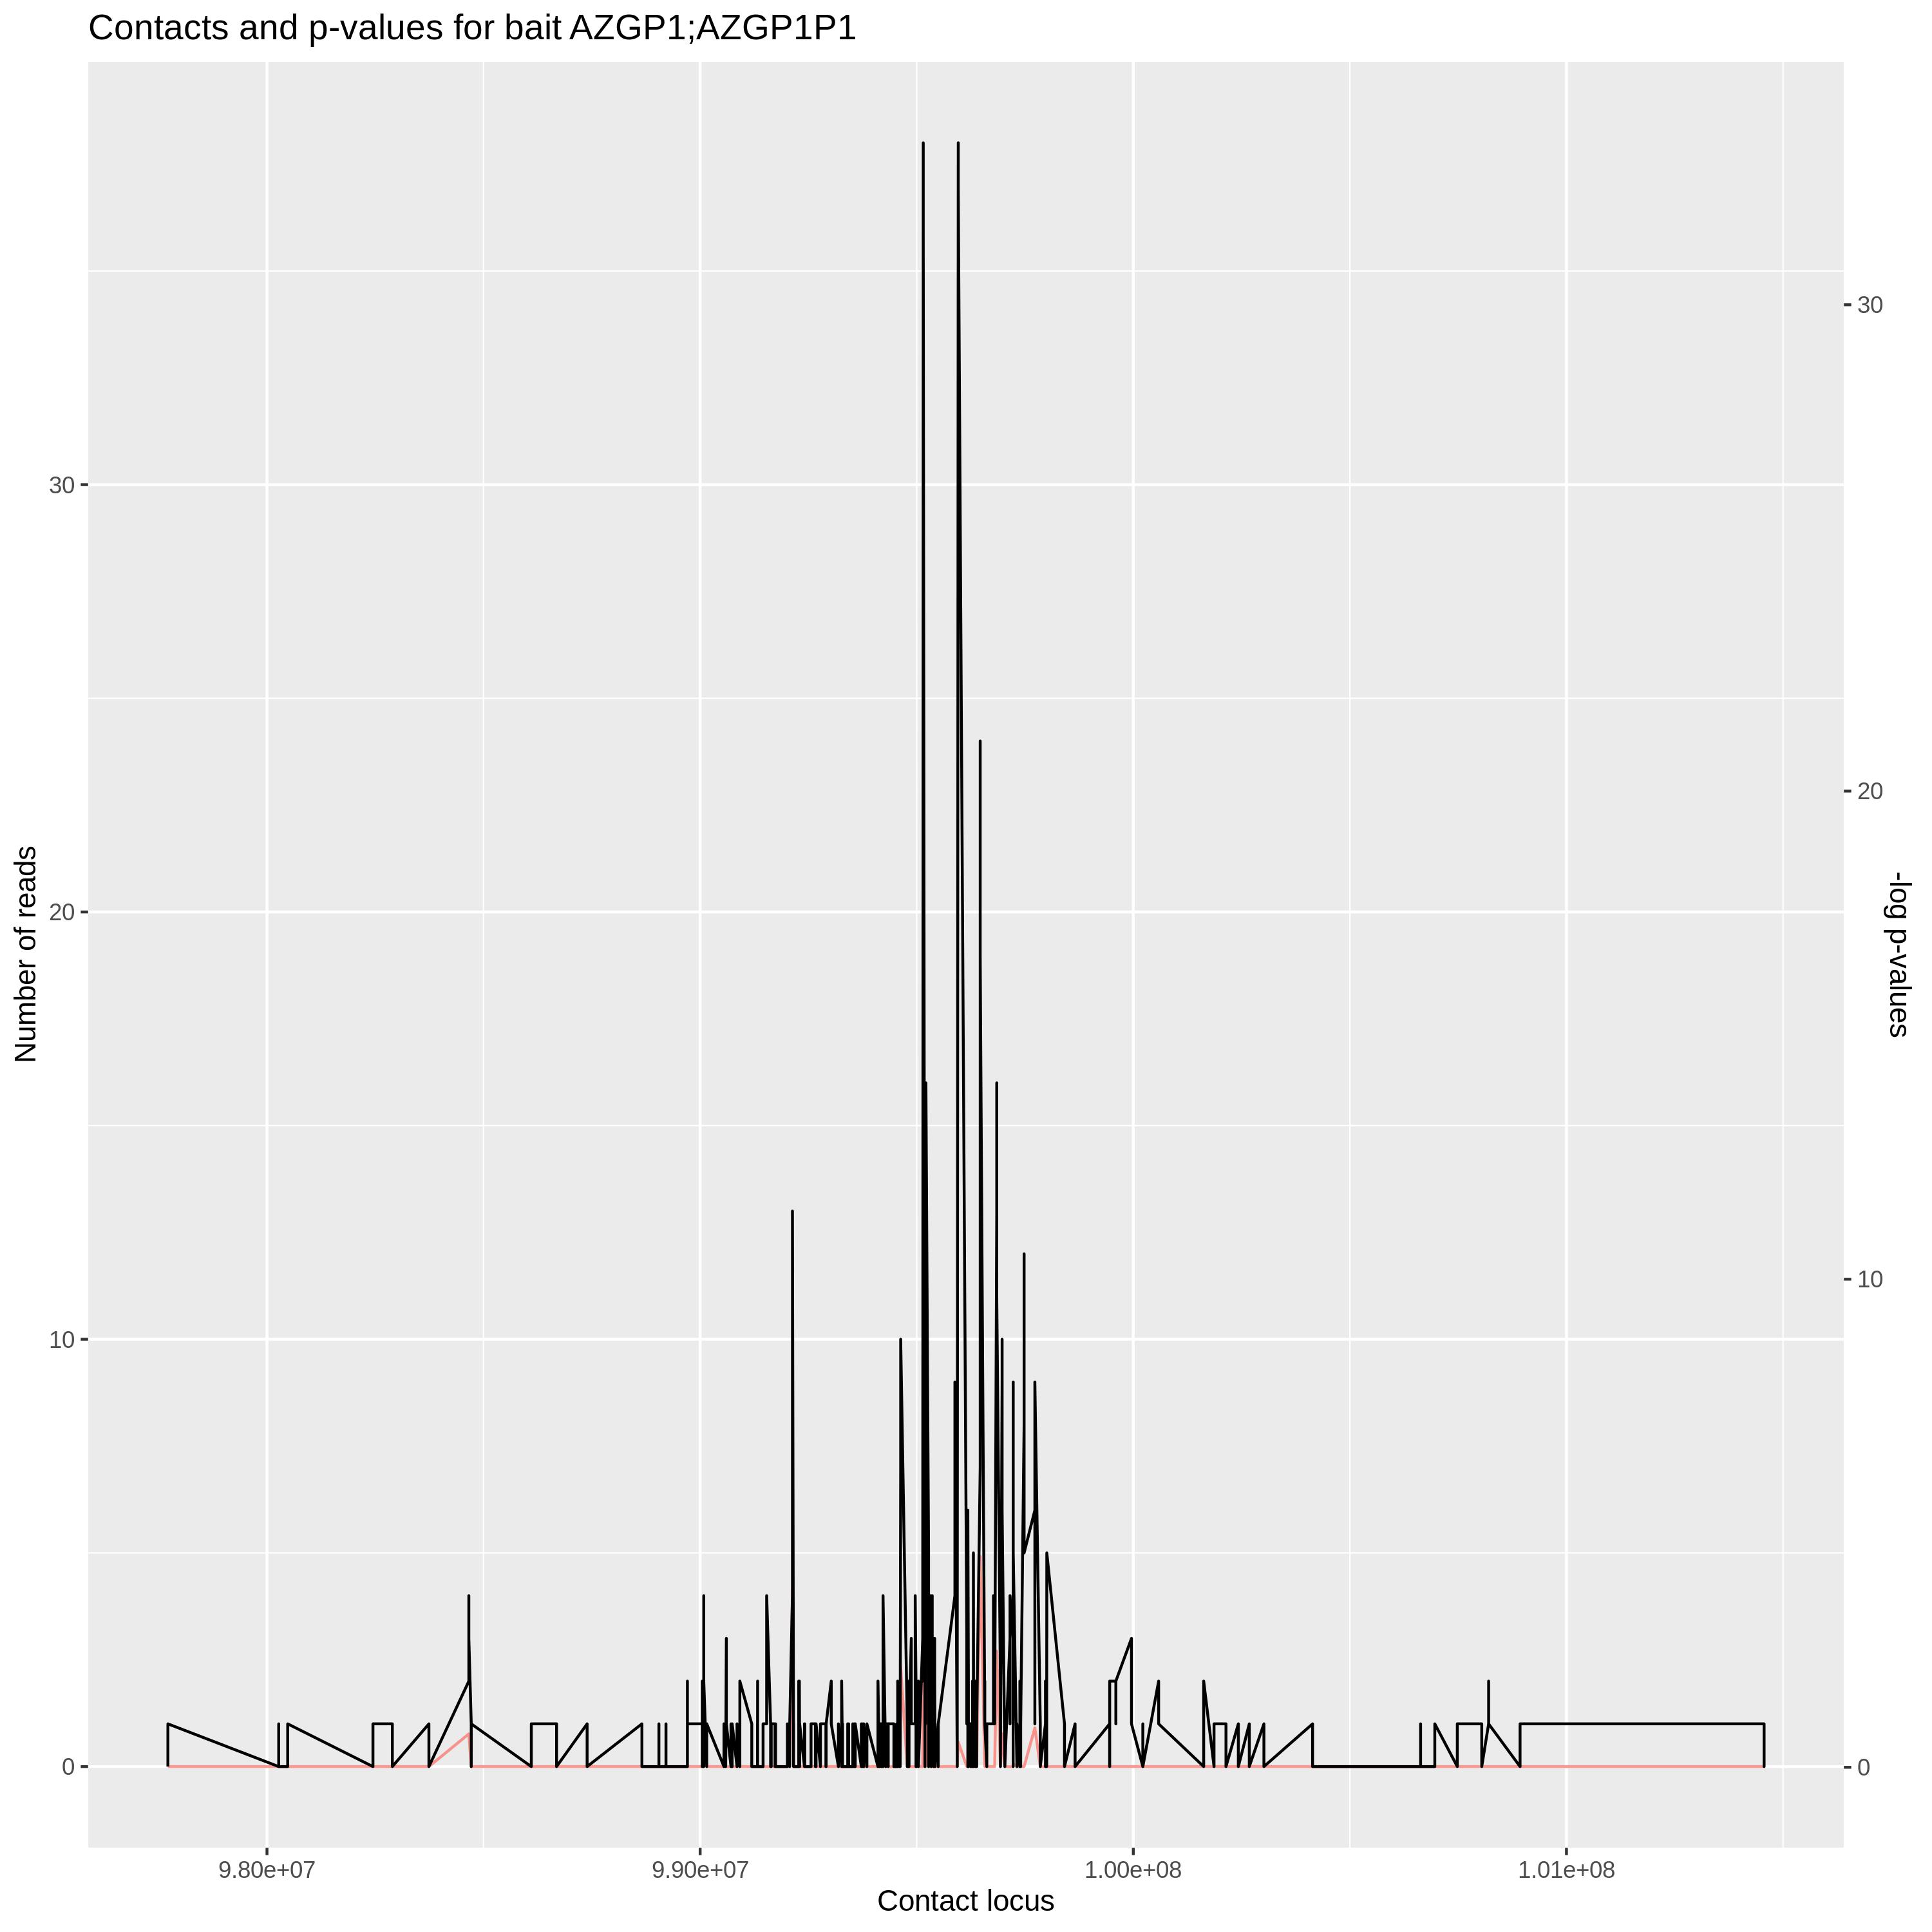 Contacts and p-values for bait AZGP1;AZGP1P1
Number of reads
30
20
10
0
30
20
10
0
-log p-values
9.80e+07 9.90e+07 1.00e+08 1.01e+08
Contact locus